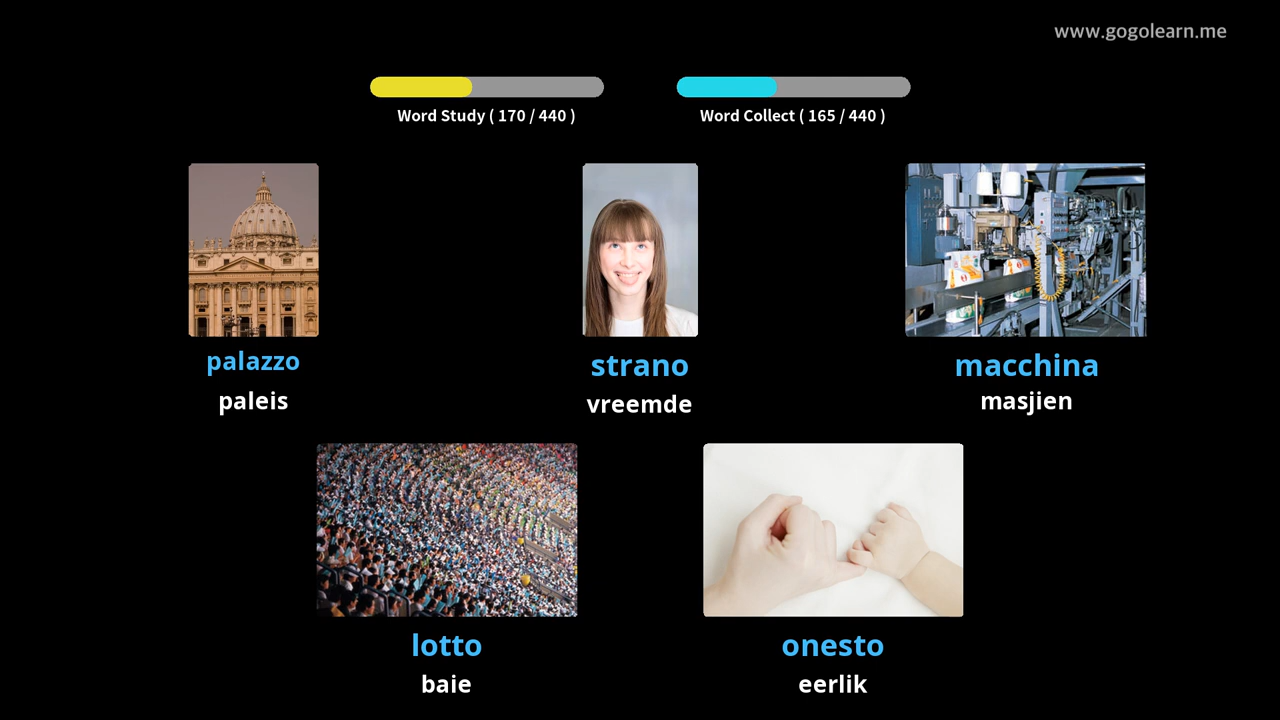 www.gogolearn.me
Word Study ( 170 / 440 )
Word Collect ( 165 / 440 )
palazzo
paleis
strano
vreemde
macchina
masjien
lotto
baie
onesto
eerlik